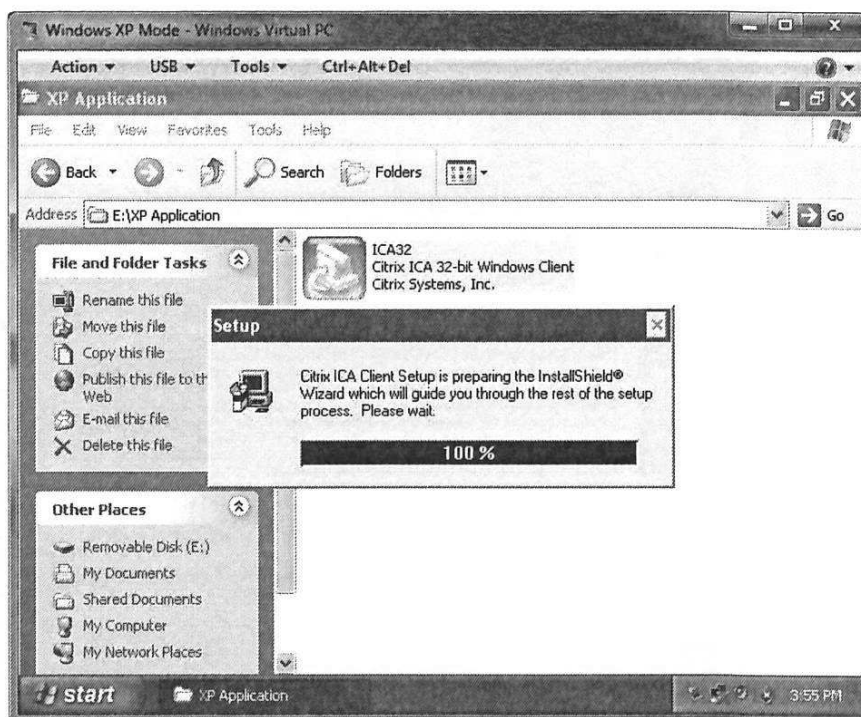 Windows XP Mode - Windows Virtual PC
Action USB Tools Ctrl+Alt+Del
XP Application
File Edit View Favorites Tools Help
Back Search Folders
Address E:\XP Application Go
File and Folder Tasks
Rename this file
Move this file
Copy this file
Publish this file to th
Web
E-mail this file
Delete this file
Other Places
Removable Disk (E:)
My Documents
Shared Documents
My Computer
My Network Places
ICA32
Citrix ICA 32-bit Windows Client
Citrix Systems, Inc.
Setup
Citrix ICA Client Setup is preparing the InstallShield®
Wizard which will guide you through the rest of the setup
process. Please wait.
100 %
start XP Application 3:55 PM